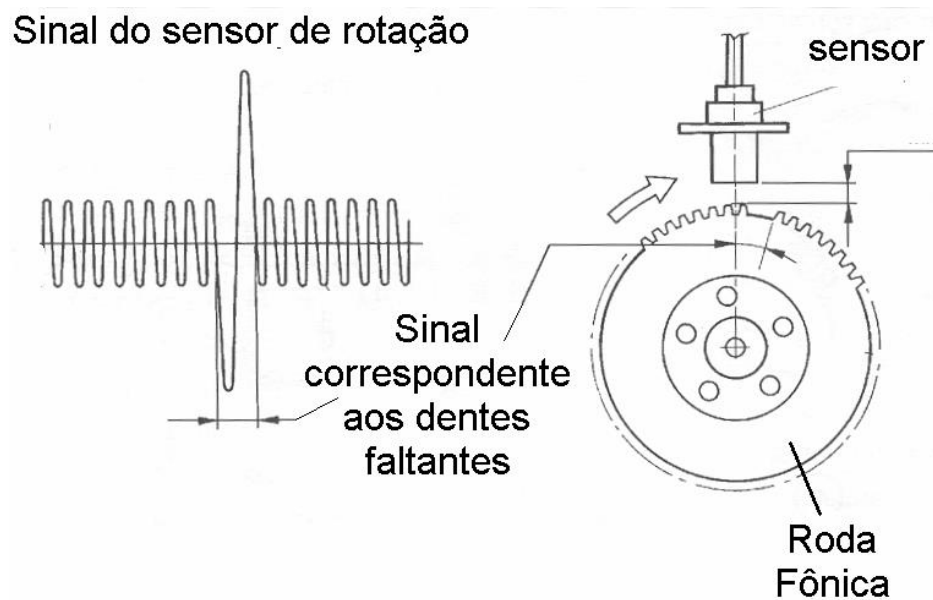 Sinal do sensor de rotação
sensor
Sinal
correspondente
aos dentes
faltantes
Roda
Fônica